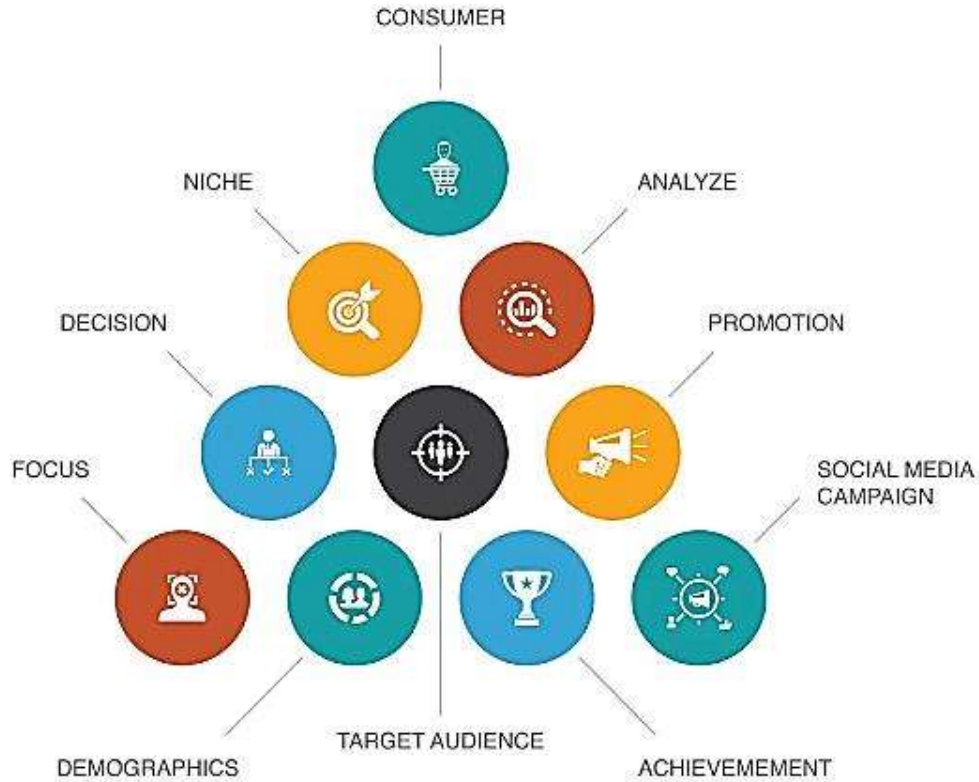 CONSUMER
NICHE
ANALYZE
DECISION
PROMOTION
FOCUS
SOCIAL MEDIA
CAMPAIGN
TARGET AUDIENCE
DEMOGRAPHICS
ACHIEVEMEMENT